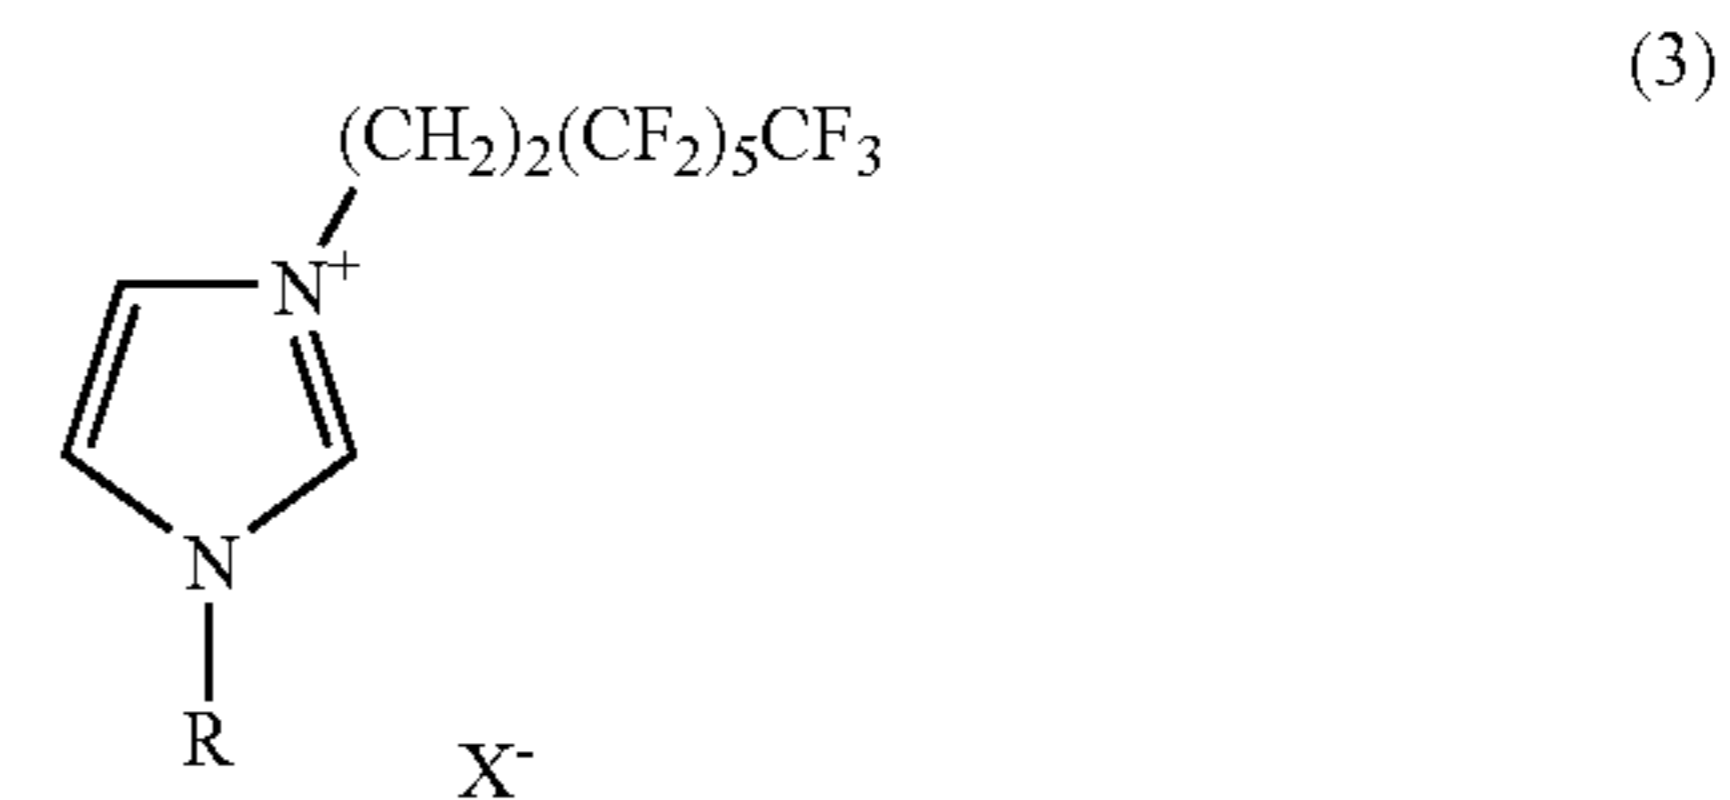 (3)
(CH₂)₂(CF₂)₅CF₃
N⁺
N
R
X⁻